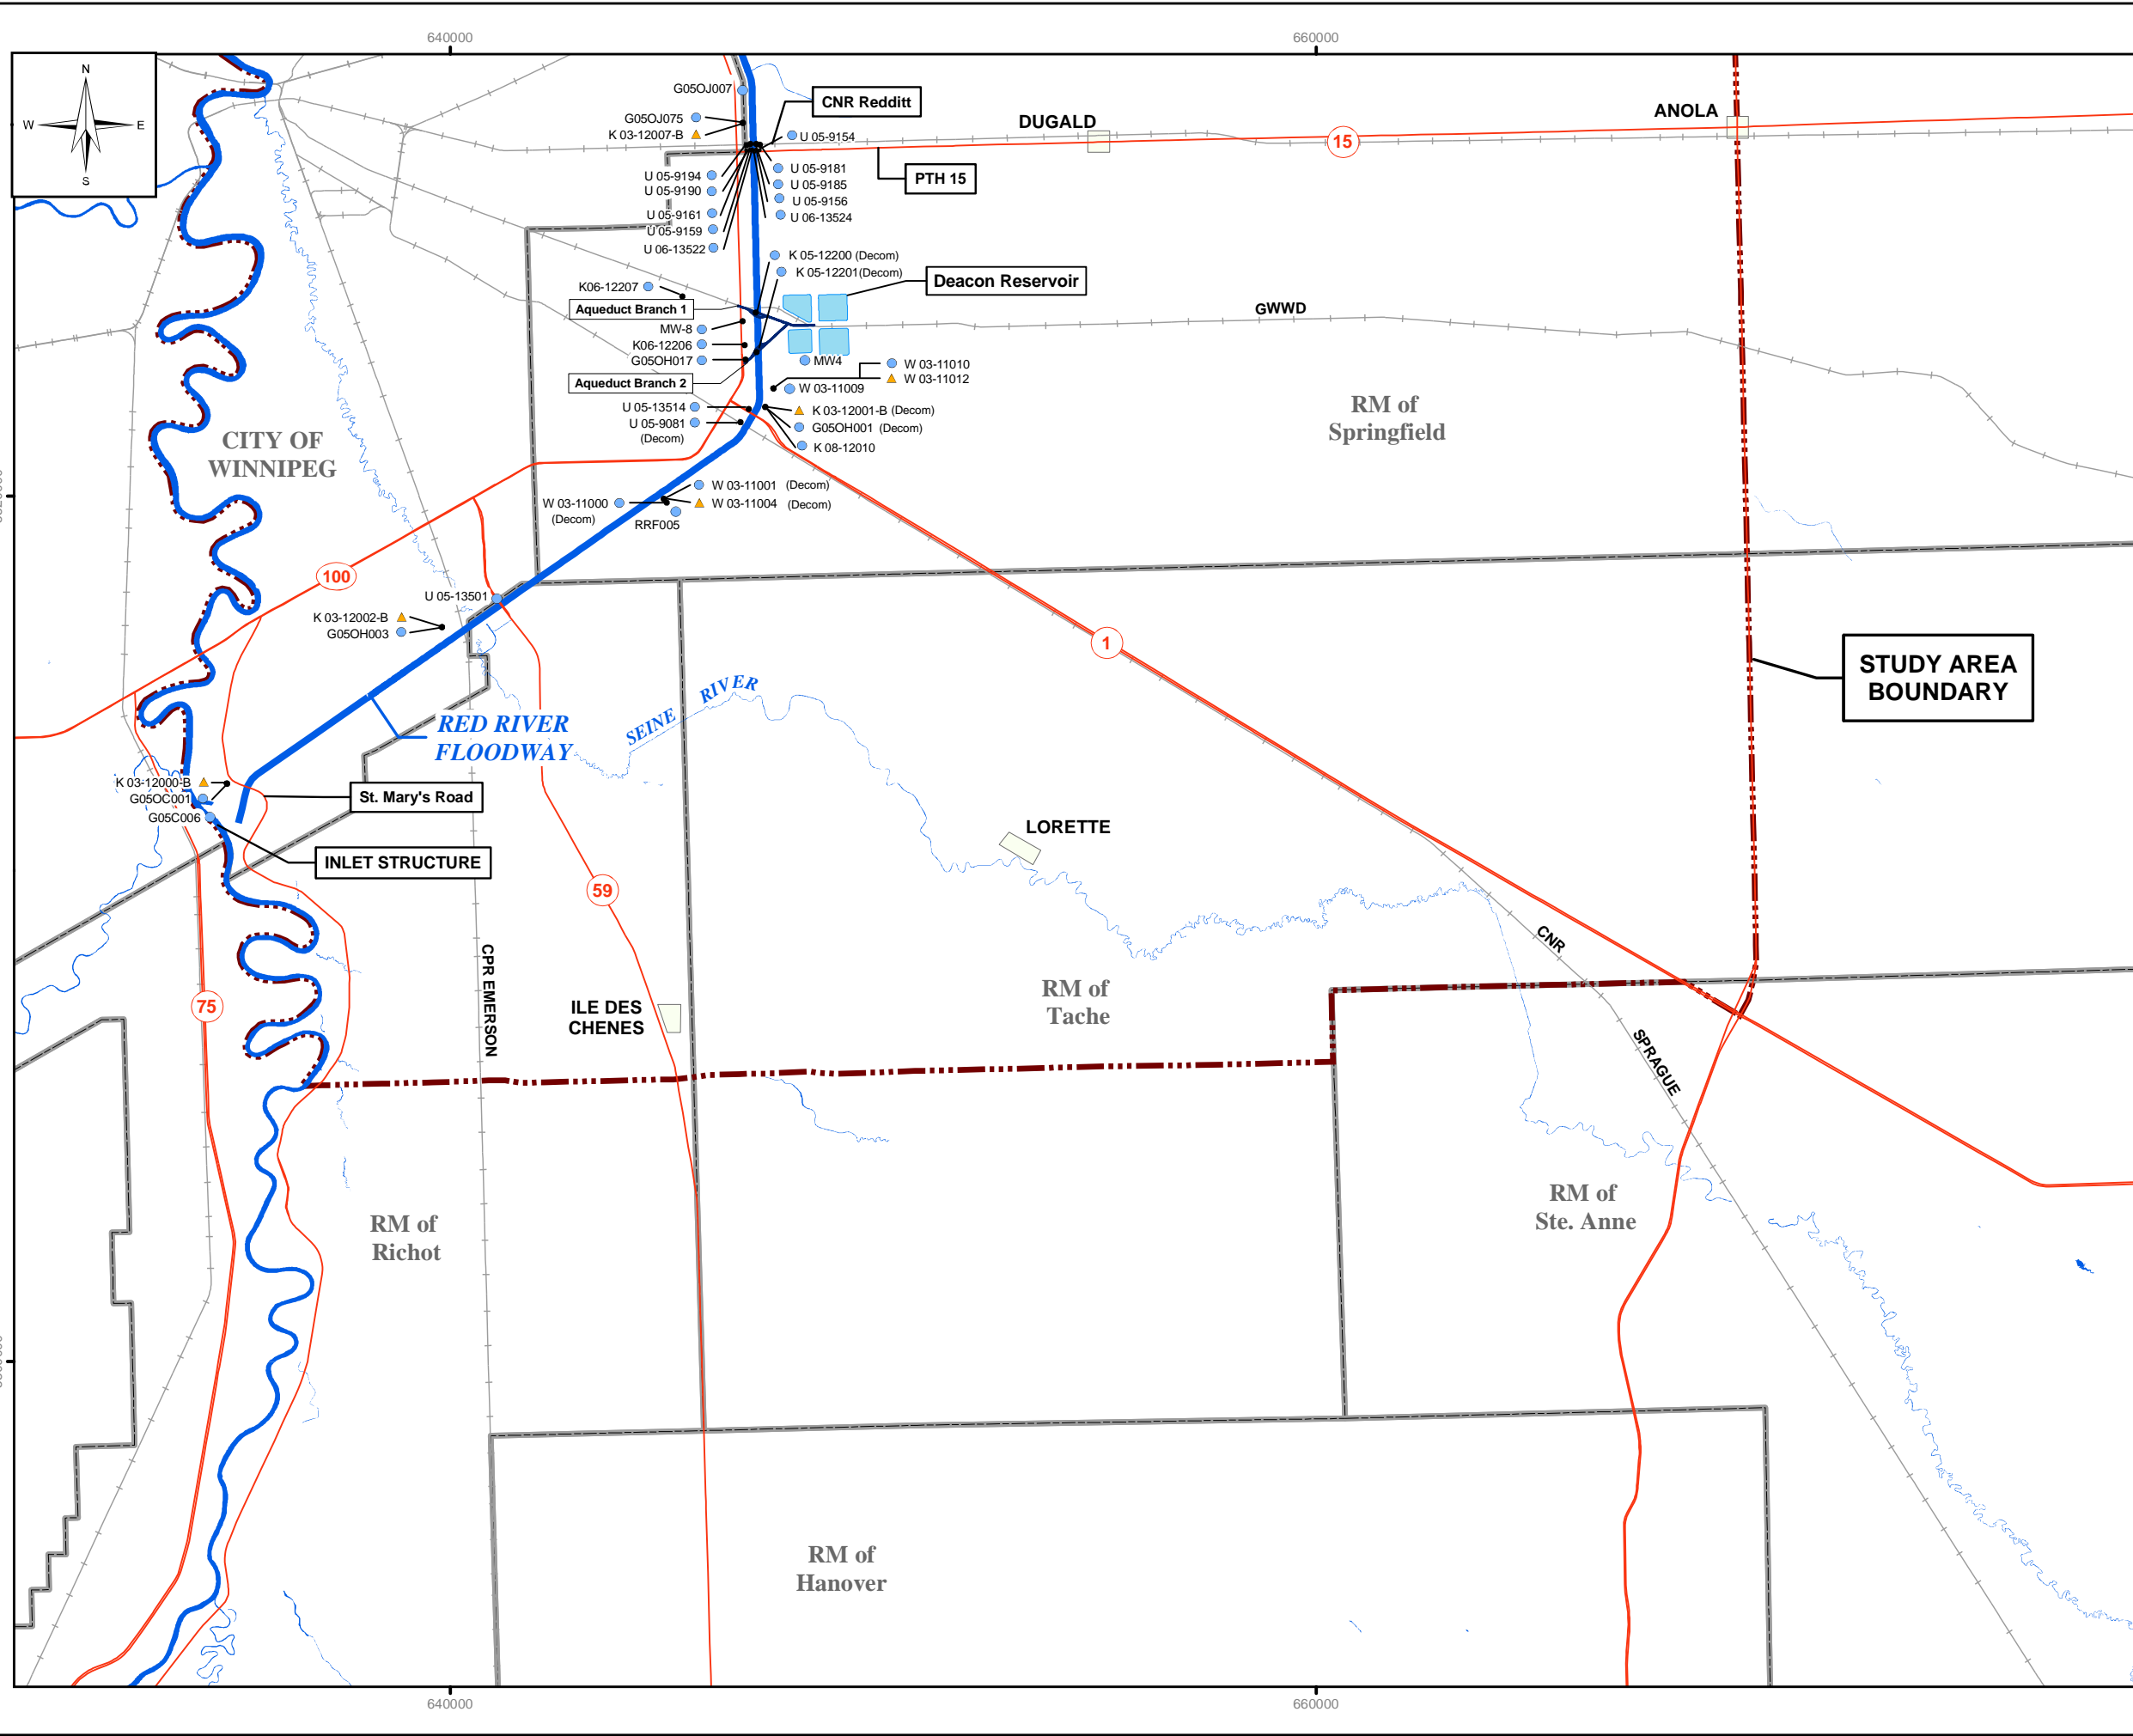 640000
660000
N
W
E
S
G05OJ007
CNR Redditt
G05OJ075
K 03-12007-B
U 05-9154
DUGALD
ANOLA
15
PTH 15
U 05-9194
U 05-9190
U 05-9161
U 05-9159
U 06-13522
U 05-9181
U 05-9185
U 05-9156
U 06-13524
K 05-12200 (Decom)
K 05-12201(Decom)
Deacon Reservoir
K06-12207
Aqueduct Branch 1
GWWD
MW-8
K06-12206
G05OH017
MW4
W 03-11010
W 03-11012
Aqueduct Branch 2
W 03-11009
U 05-13514
U 05-9081
(Decom)
K 03-12001-B (Decom)
G05OH001 (Decom)
K 08-12010
RM of
Springfield
CITY OF
WINNIPEG
W 03-11001 (Decom)
W 03-11000
(Decom)
W 03-11004 (Decom)
RRF005
100
U 05-13501
K 03-12002-B
G05OH003
1
STUDY AREA
BOUNDARY
SEINE RIVER
RED RIVER
FLOODWAY
K 03-12000-B
G05OC001
G05C006
St. Mary's Road
INLET STRUCTURE
LORETTE
59
CNR
CPR EMERSON
75
ILE DES
CHENES
RM of
Tache
SPRAGUE
RM of
Ste. Anne
RM of
Richot
RM of
Hanover
640000
660000